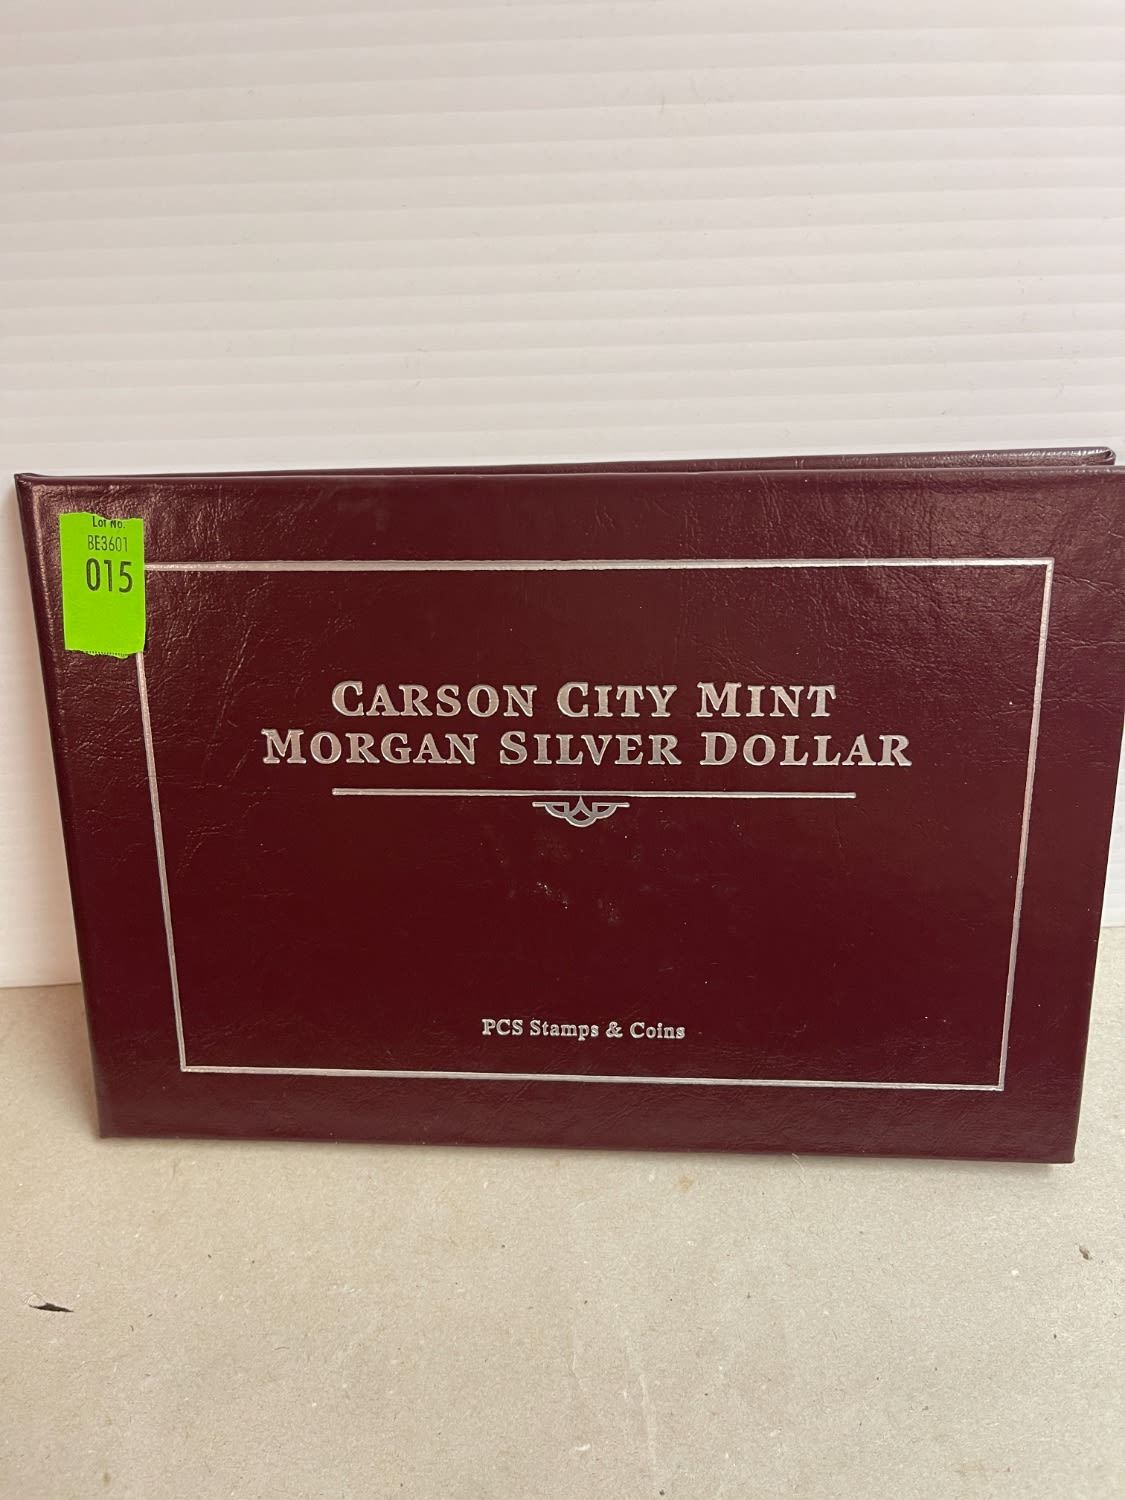 Lot No.
BE3601
015
CARSON CITY MINT
MORGAN SILVER DOLLAR
PCS Stamps & Coins